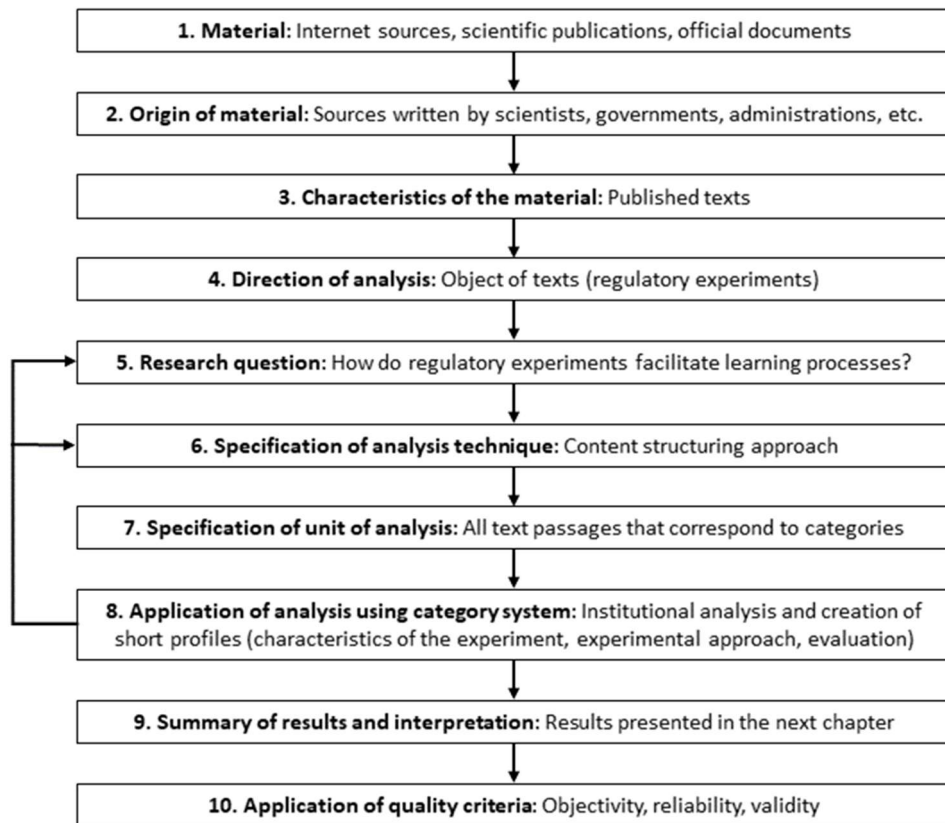 1. Material: Internet sources, scientific publications, official documents
2. Origin of material: Sources written by scientists, governments, administrations, etc.
3. Characteristics of the material: Published texts
4. Direction of analysis: Object of texts (regulatory experiments)
5. Research question: How do regulatory experiments facilitate learning processes?
6. Specification of analysis technique: Content structuring approach
7. Specification of unit of analysis: All text passages that correspond to categories
8. Application of analysis using category system: Institutional analysis and creation of
short profiles (characteristics of the experiment, experimental approach, evaluation)
9. Summary of results and interpretation: Results presented in the next chapter
10. Application of quality criteria: Objectivity, reliability, validity